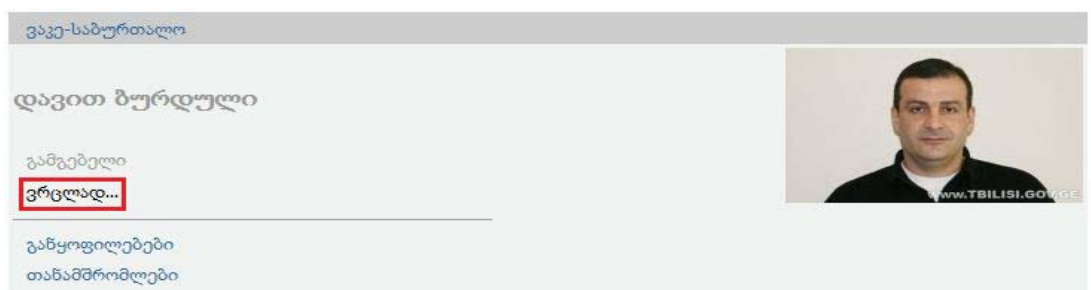 ვაკე-საბურთალო
დავით ბურდული
გამგებელი
ვრცლად...
განყოფილებები
თანამშრომლები
www.TBILISI.GOV.GE